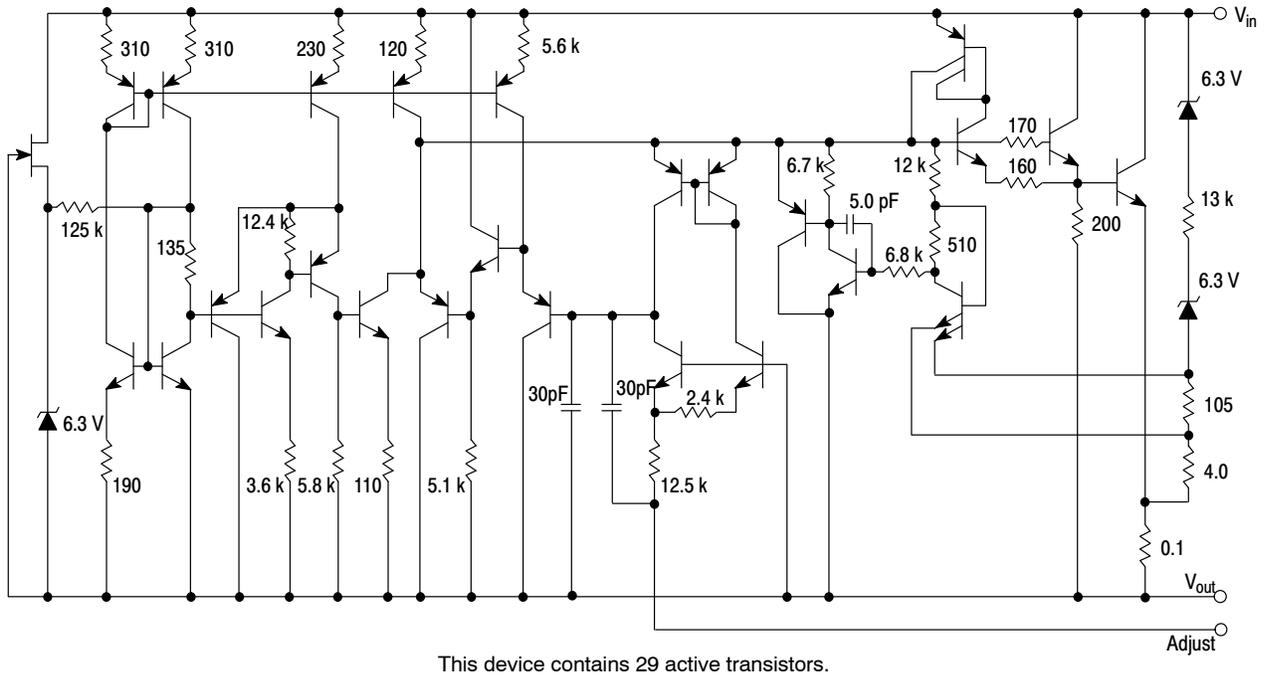 Vin
310
310
230
120
5.6 k
6.3 V
170
160
6.7 k
12 k
5.0 pF
13 k
200
125 k
12.4 k
135
6.8 k
510
6.3 V
30pF
30pF
2.4 k
105
6.3 V
190
3.6 k
5.8 k
110
5.1 k
12.5 k
4.0
0.1
Vout
Adjust
This device contains 29 active transistors.